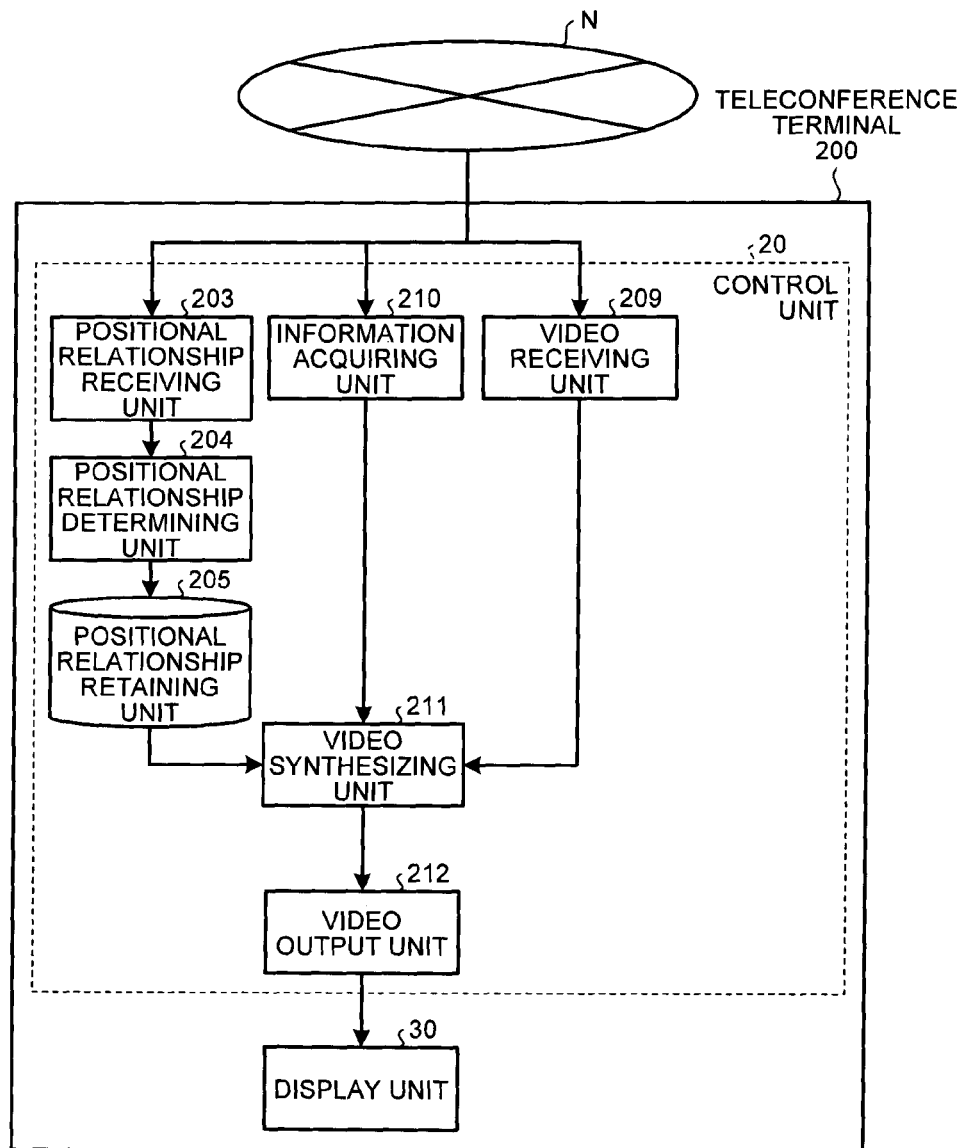 N
TELECONFERENCE
TERMINAL
200
20
CONTROL
UNIT
203
POSITIONAL
RELATIONSHIP
RECEIVING
UNIT
210
INFORMATION
ACQUIRING
UNIT
209
VIDEO
RECEIVING
UNIT
204
POSITIONAL
RELATIONSHIP
DETERMINING
UNIT
205
POSITIONAL
RELATIONSHIP
RETAINING
UNIT
211
VIDEO
SYNTHESIZING
UNIT
212
VIDEO
OUTPUT UNIT
30
DISPLAY UNIT